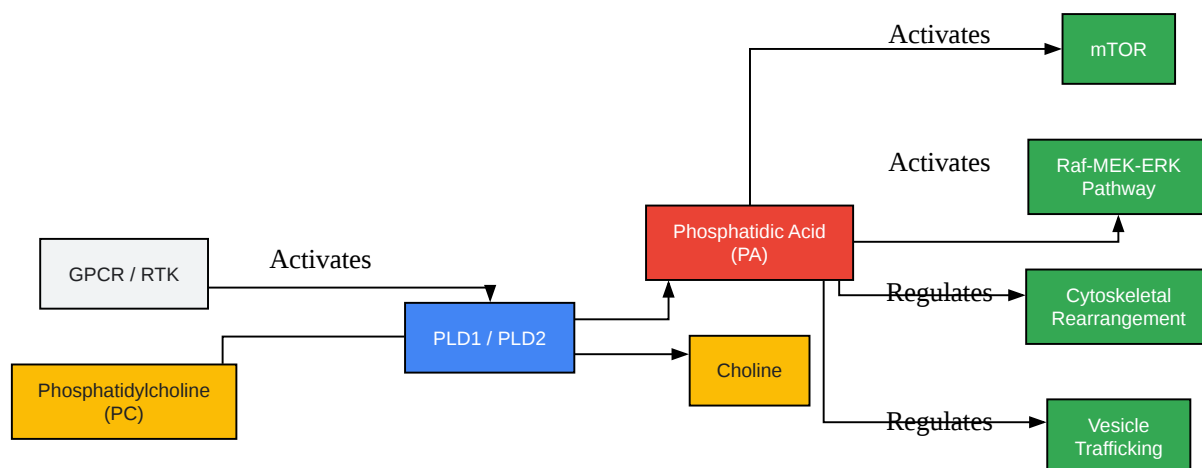 Activates
mTOR
Activates
Raf-MEK-ERK
Pathway
Phosphatidic Acid
(PA)
GPCR / RTK
Activates
Regulates
Cytoskeletal
Rearrangement
PLD1 / PLD2
Choline
Phosphatidylcholine
(PC)
Regulates
Vesicle
Trafficking